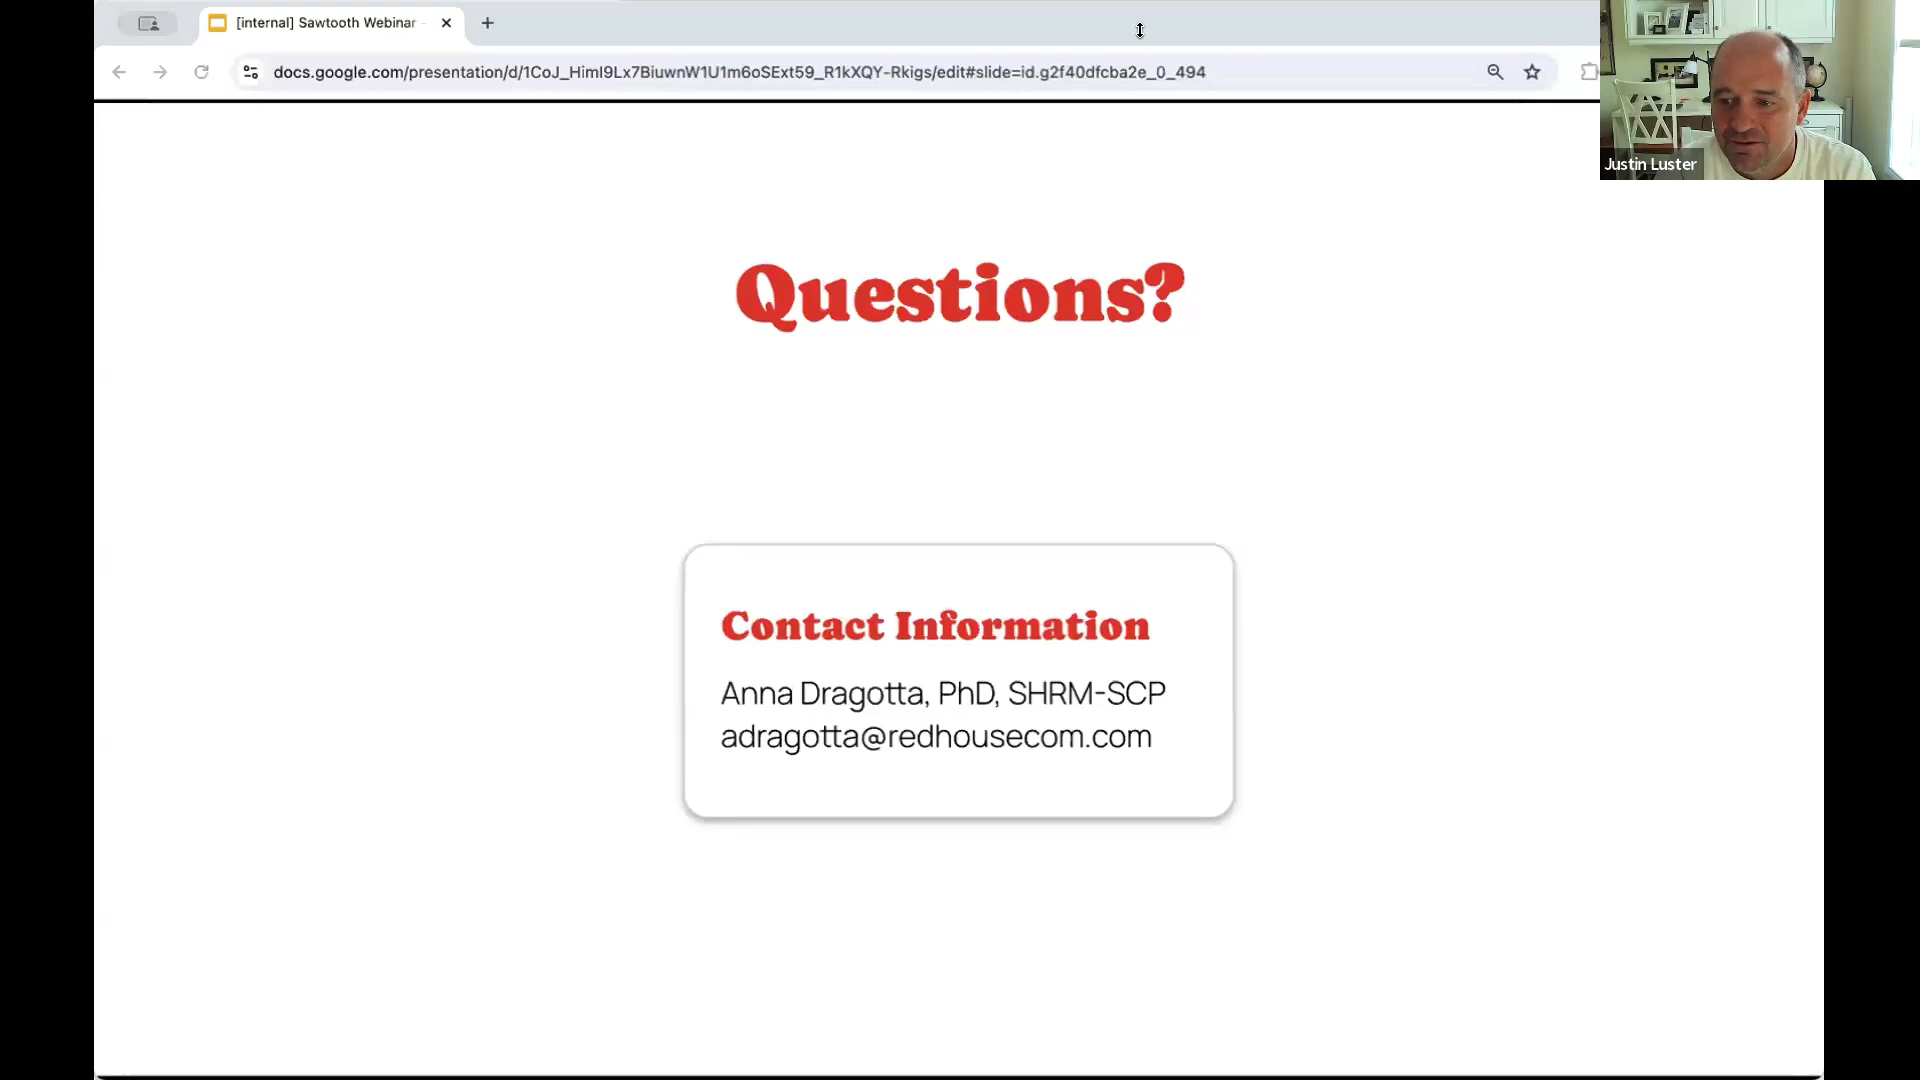 [internal] Sawtooth Webinar
docs.google.com/presentation/d/1CoJ_HimI9Lx7BiuwnW1U1m6oSExt59_R1kXQY-Rkigs/edit#slide=id.g2f40dfcba2e_0_494
Justin Luster
Questions?
Contact Information
Anna Dragotta, PhD, SHRM-SCP
adragotta@redhousecom.com